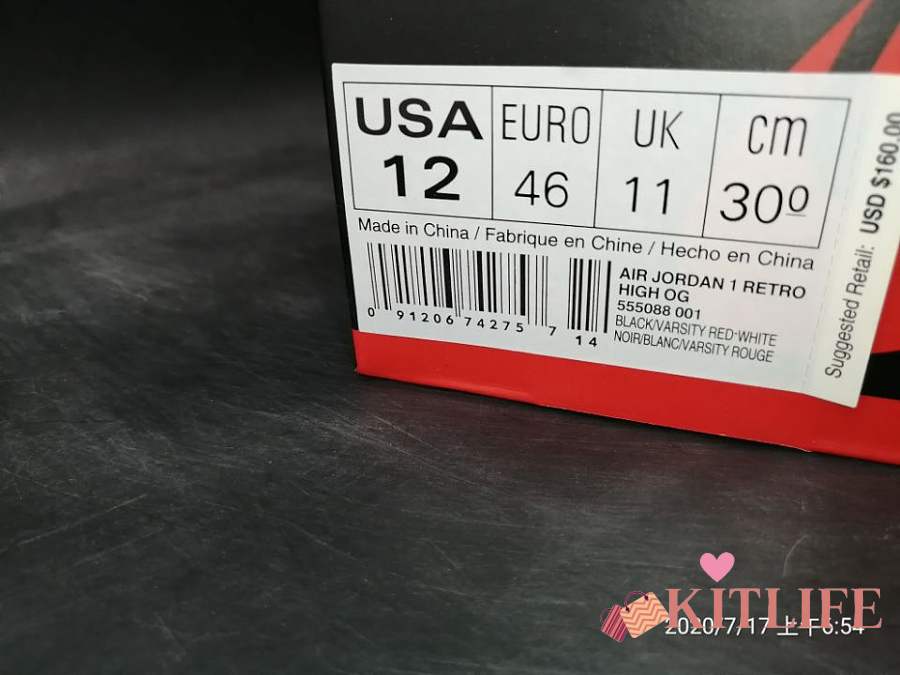 USA EURO UK cm
12 46 11 30º
Made in China / Fabrique en Chine / Hecho en China
0 91206 74275 7 14
AIR JORDAN 1 RETRO
HIGH OG
555088 001
BLACK/VARSITY RED-WHITE
NOIR/BLANC/VARSITY ROUGE
Suggested Retail: USD $160.00
KITLIFE
2020/7/17 上午6:54